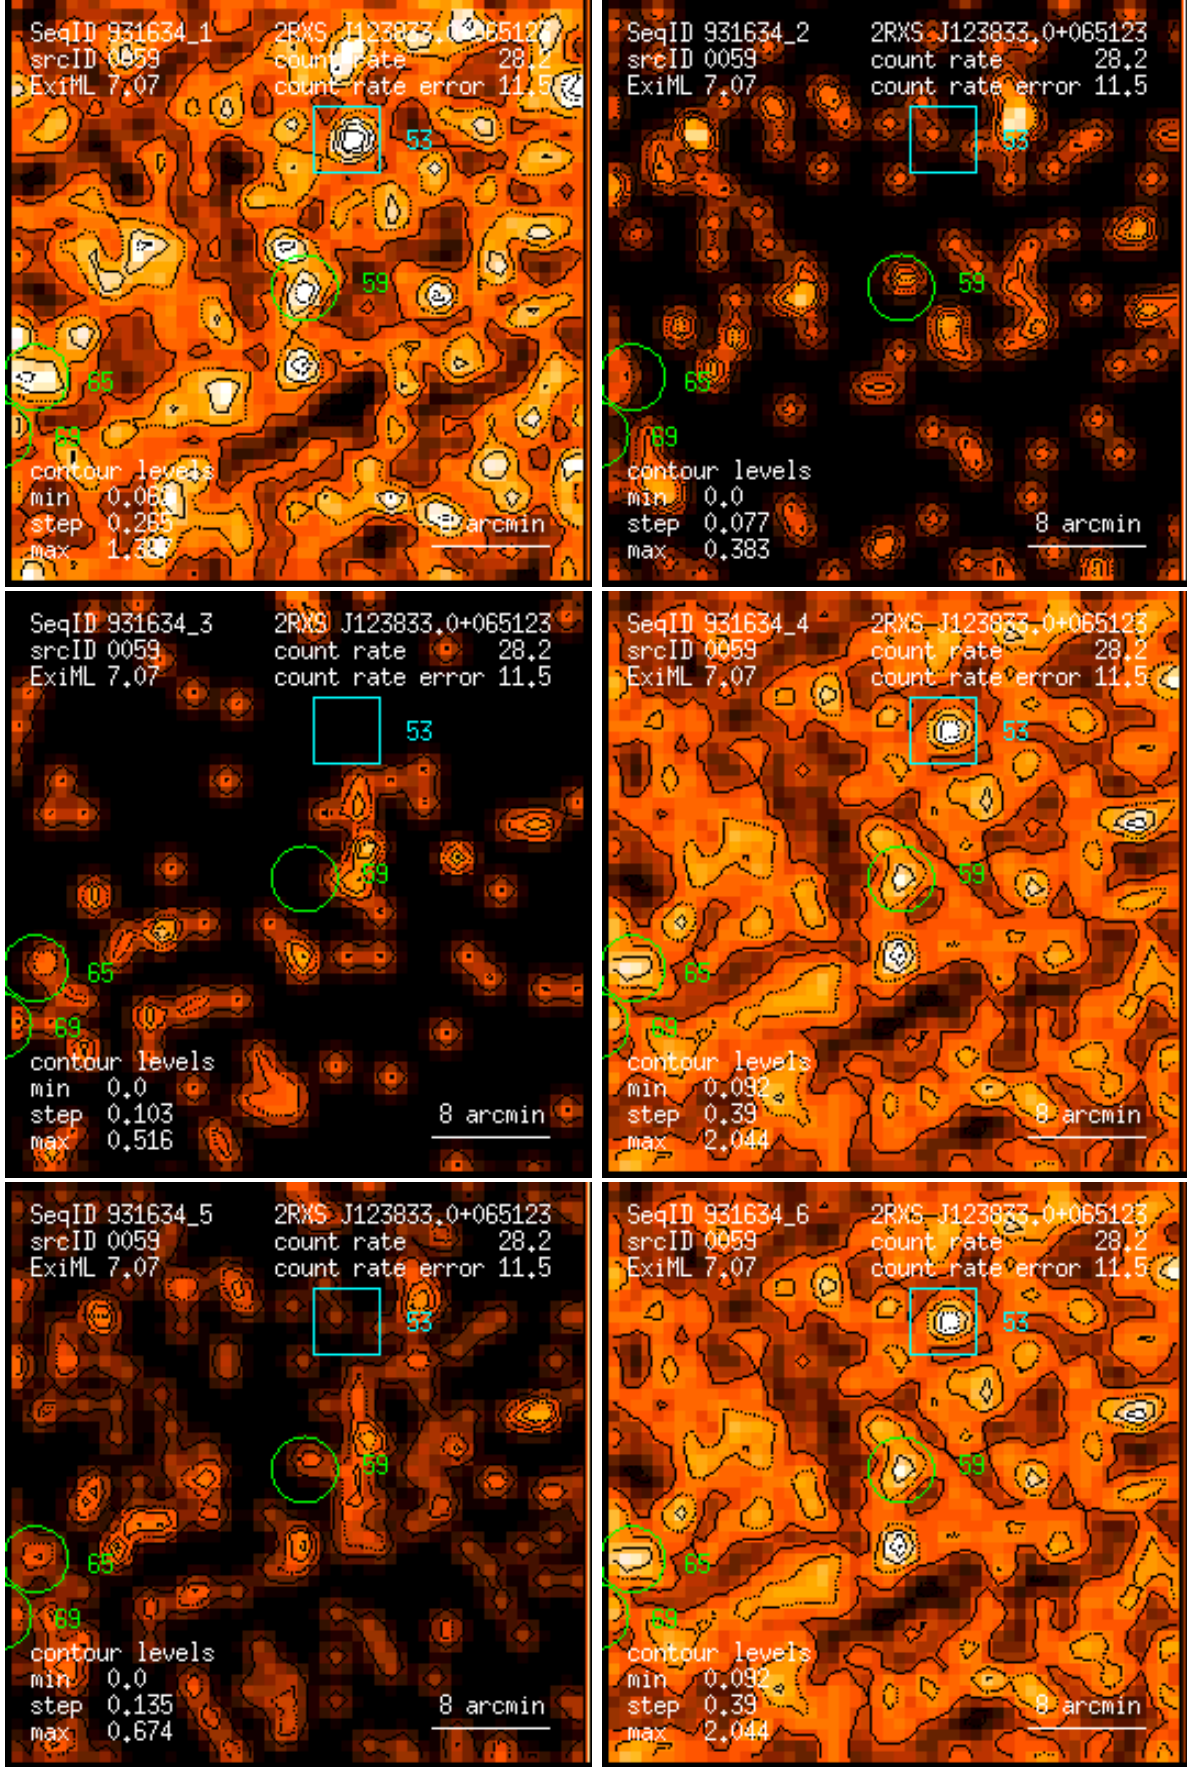 SeqID 931634_1 2RXS J123833.0+065123
srcID 0059 count rate 28.2
ExiML 7.07 count rate error 11.5
53
59
65
69
contour levels
min 0.06
step 0.265
max 1.387
8 arcmin
SeqID 931634_2 2RXS J123833.0+065123
srcID 0059 count rate 28.2
ExiML 7.07 count rate error 11.5
53
59
65
69
contour levels
min 0.0
step 0.077
max 0.383
8 arcmin
SeqID 931634_3 2RXS J123833.0+065123
srcID 0059 count rate 28.2
ExiML 7.07 count rate error 11.5
53
59
65
69
contour levels
min 0.0
step 0.103
max 0.516
8 arcmin
SeqID 931634_4 2RXS J123833.0+065123
srcID 0059 count rate 28.2
ExiML 7.07 count rate error 11.5
53
59
65
69
contour levels
min 0.092
step 0.39
max 2.044
8 arcmin
SeqID 931634_5 2RXS J123833.0+065123
srcID 0059 count rate 28.2
ExiML 7.07 count rate error 11.5
53
59
65
69
contour levels
min 0.0
step 0.135
max 0.674
8 arcmin
SeqID 931634_6 2RXS J123833.0+065123
srcID 0059 count rate 28.2
ExiML 7.07 count rate error 11.5
53
59
65
69
contour levels
min 0.092
step 0.39
max 2.044
8 arcmin